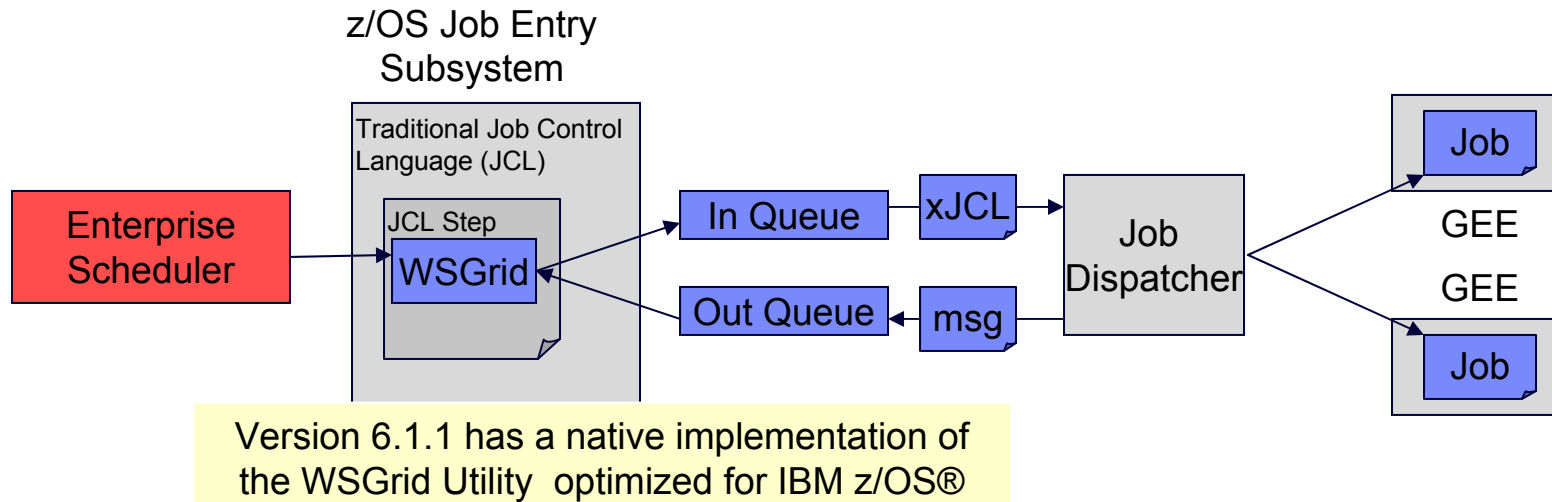 z/OS Job Entry
Subsystem
Traditional Job Control
Language (JCL)
Enterprise
Scheduler
JCL Step
WSGrid
In Queue
xJCL
Out Queue
msg
Job
Dispatcher
Job
GEE
GEE
Job
Version 6.1.1 has a native implementation of
the WSGrid Utility optimized for IBM z/OS®